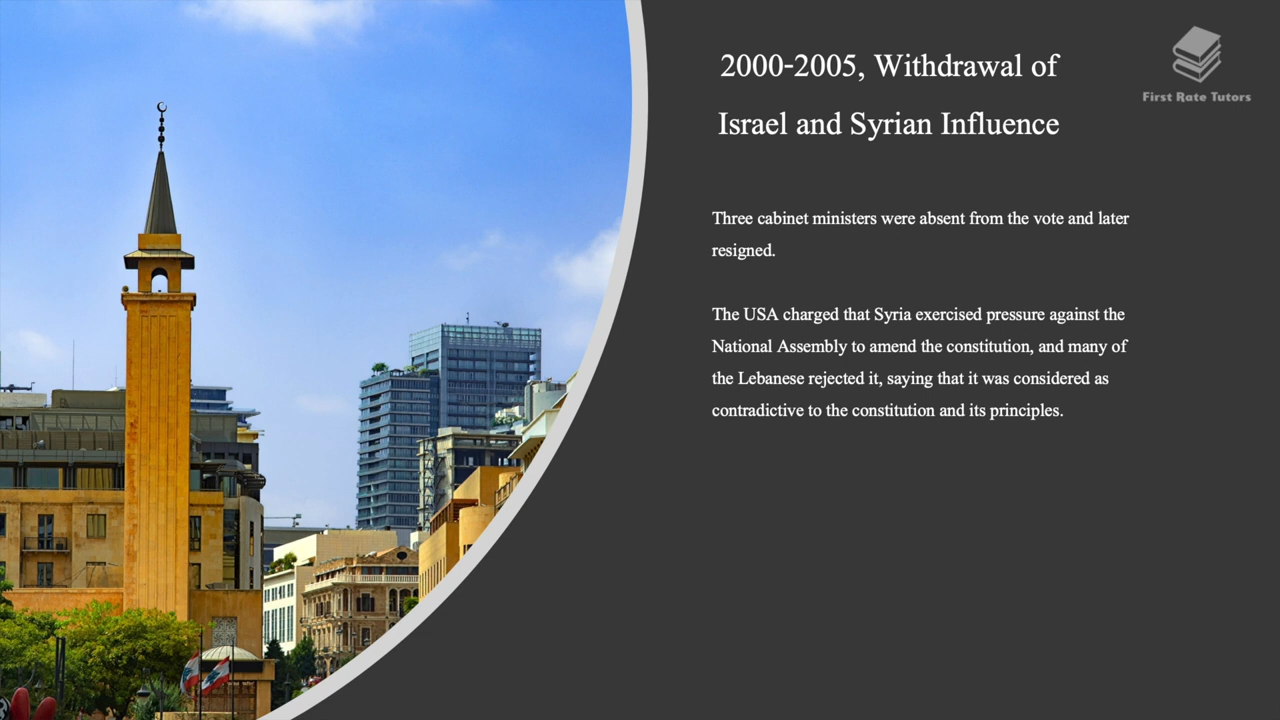 2000-2005, Withdrawal of
Israel and Syrian Influence
First Rate Tutors
Three cabinet ministers were absent from the vote and later
resigned.
The USA charged that Syria exercised pressure against the
National Assembly to amend the constitution, and many of
the Lebanese rejected it, saying that it was considered as
contradictive to the constitution and its principles.